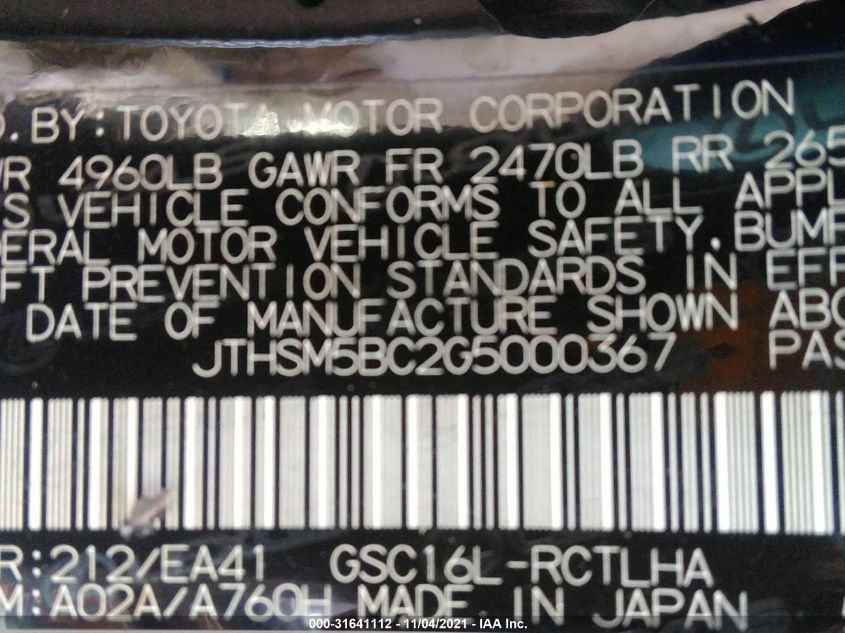 D. BY: TOYOTA MOTOR CORPORATION
WR 4960LB GAWR FR 2470LB RR 265
S VEHICLE CONFORMS TO ALL APPL
DERAL MOTOR VEHICLE SAFETY, BUMP
FT PREVENTION STANDARDS IN EFF
DATE OF MANUFACTURE SHOWN ABO
JTHSM5BC2G5000367 PAS
R:212/EA41 GSC16L-RCTLHA
M:A02A/A760H MADE IN JAPAN
000-31641112 - 11/04/2021 - IAA Inc.